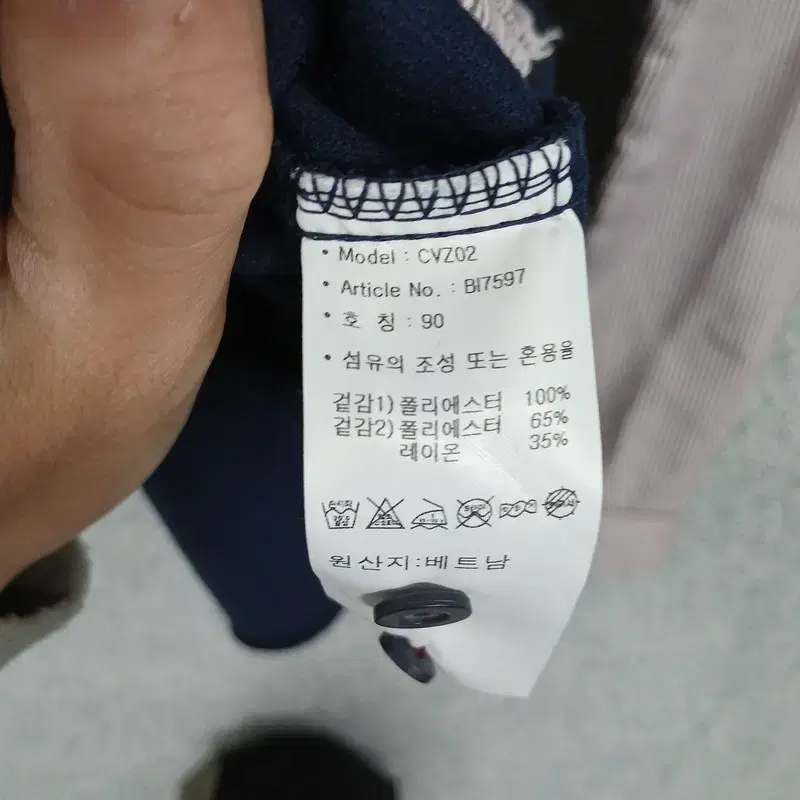 • Model : CVZ02
• Article No. : BI7597
• 호 칭 : 90
• 섬유의 조성 또는 혼용율
겉감1) 폴리에스터 100%
겉감2) 폴리에스터 65%
레이온 35%
원산지:베트남